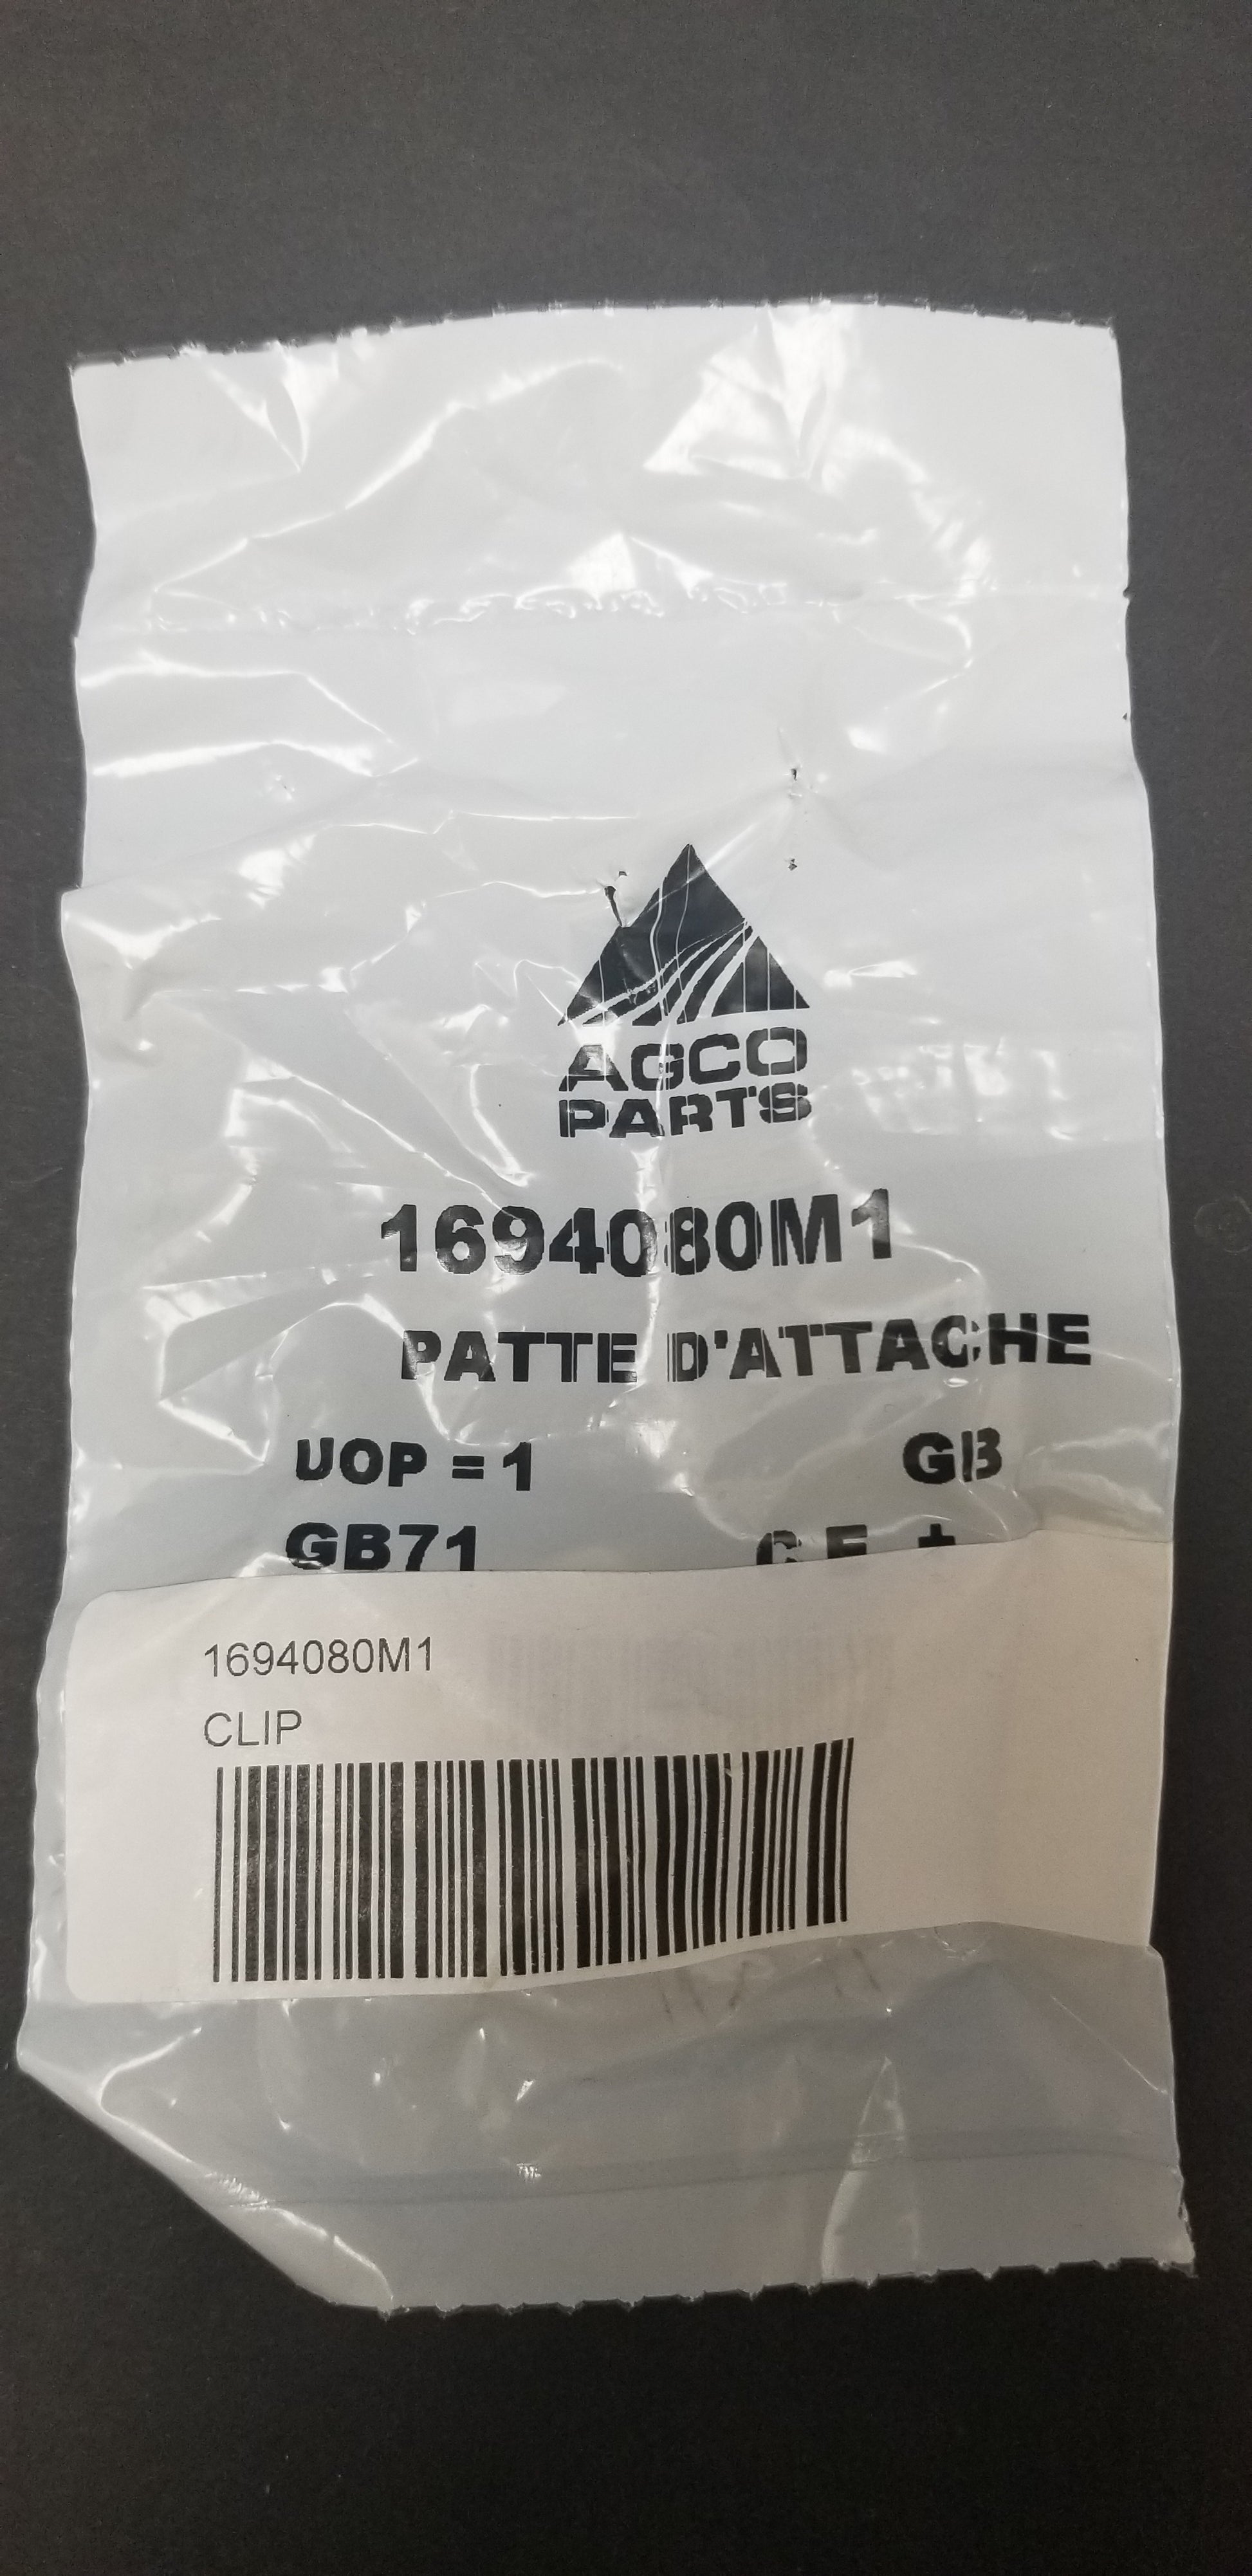 AGCO
PARTS
1694080M1
PATTE D'ATTACHE
UOP = 1 GB
GB71
1694080M1
CLIP